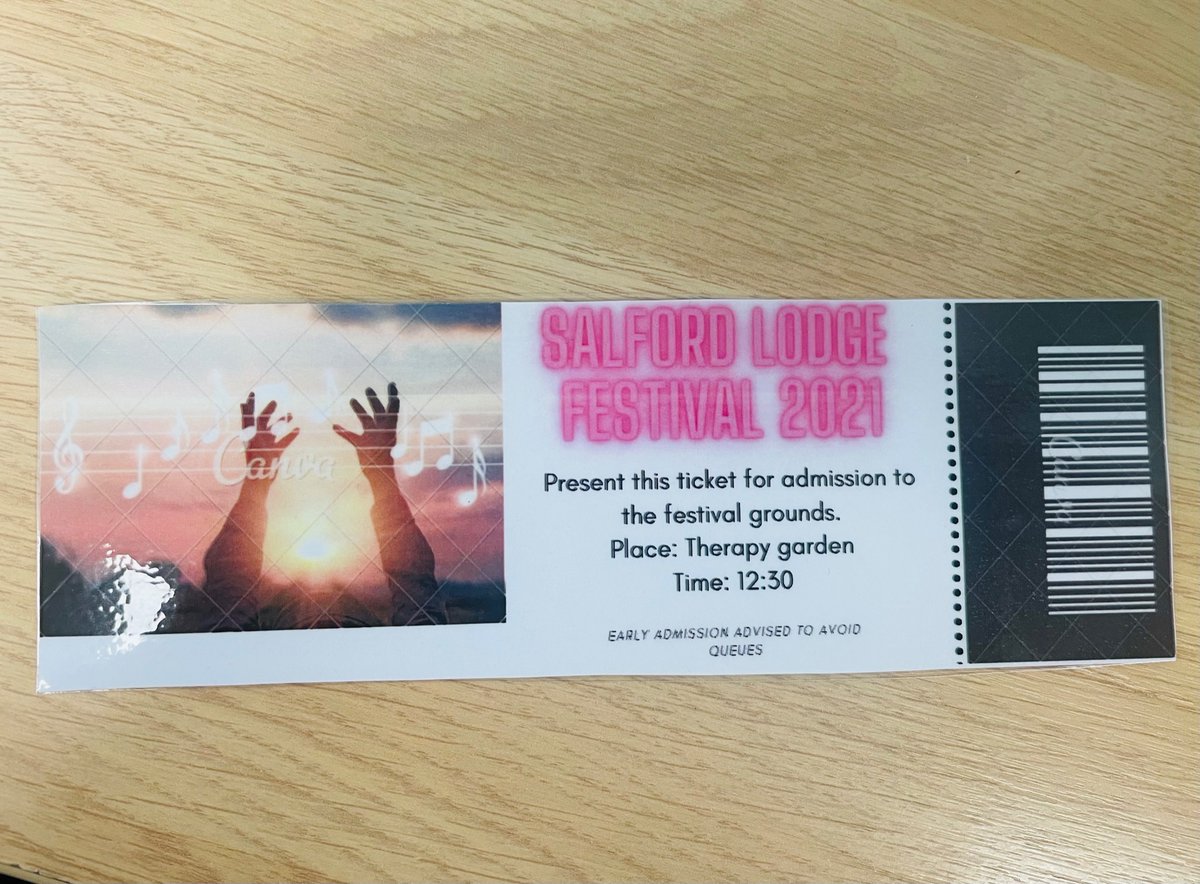 Canva
SALFORD LODGE
FESTIVAL 2021
Present this ticket for admission to
the festival grounds.
Place: Therapy garden
Time: 12:30
EARLY ADMISSION ADVISED TO AVOID
QUEUES
Canva